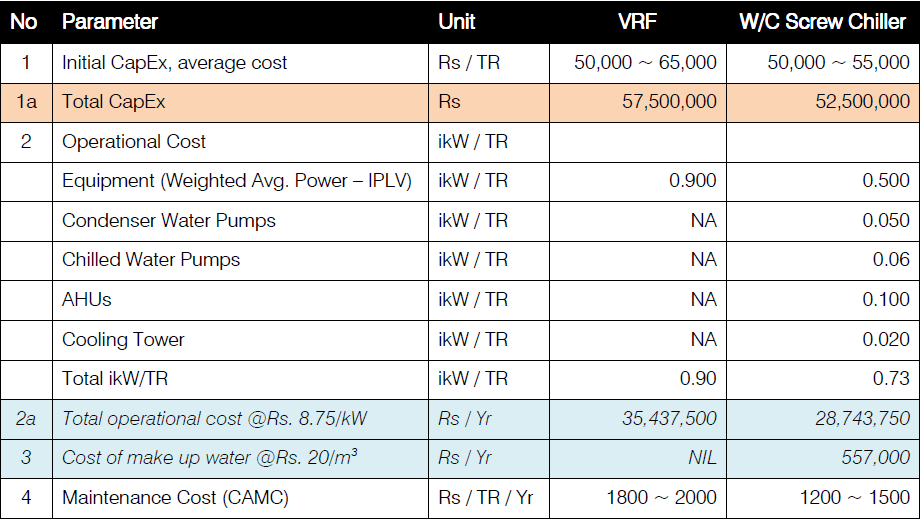 No Parameter Unit VRF W/C Screw Chiller
1 Initial CapEx, average cost Rs / TR 50,000 ~ 65,000 50,000 ~ 55,000
1a Total CapEx Rs 57,500,000 52,500,000
2 Operational Cost ikW / TR
Equipment (Weighted Avg. Power – IPLV) ikW / TR 0.900 0.500
Condenser Water Pumps ikW / TR NA 0.050
Chilled Water Pumps ikW / TR NA 0.06
AHUs ikW / TR NA 0.100
Cooling Tower ikW / TR NA 0.020
Total ikW/TR ikW / TR 0.90 0.73
2a Total operational cost @Rs. 8.75/kW Rs / Yr 35,437,500 28,743,750
3 Cost of make up water @Rs. 20/m³ Rs / Yr NIL 557,000
4 Maintenance Cost (CAMC) Rs / TR / Yr 1800 ~ 2000 1200 ~ 1500